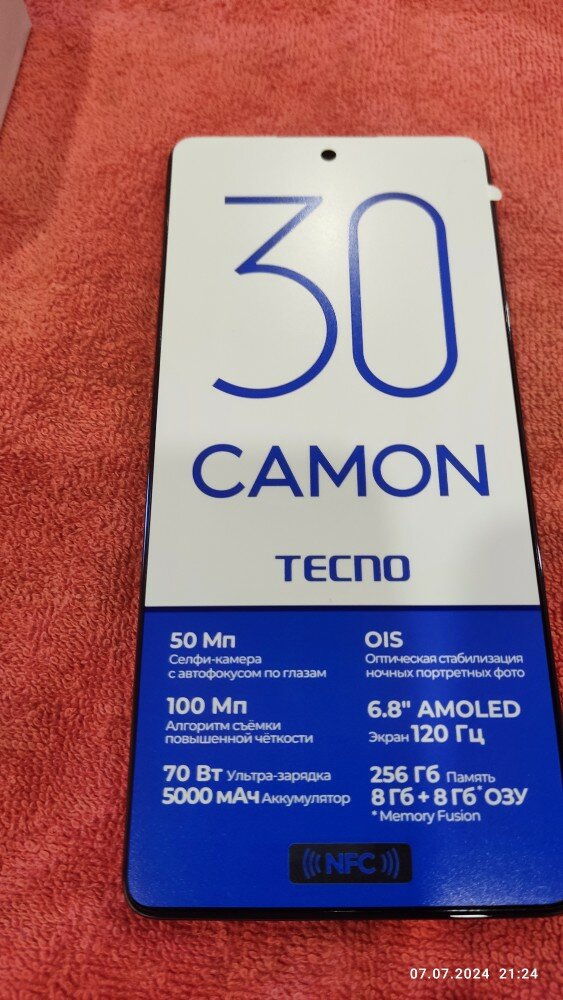 30
CAMON
TECNO
50 Мп
Селфи-камера
с автофокусом по глазам
100 Мп
Алгоритм съёмки
повышенной чёткости
70 Вт Ультра-зарядка
5000 мАч Аккумулятор
OIS
Оптическая стабилизация
ночных портретных фото
6.8" AMOLED
Экран 120 Гц
256 Гб Память
8 Гб + 8 Гб* ОЗУ
* Memory Fusion
NFC
07.07.2024 21:24